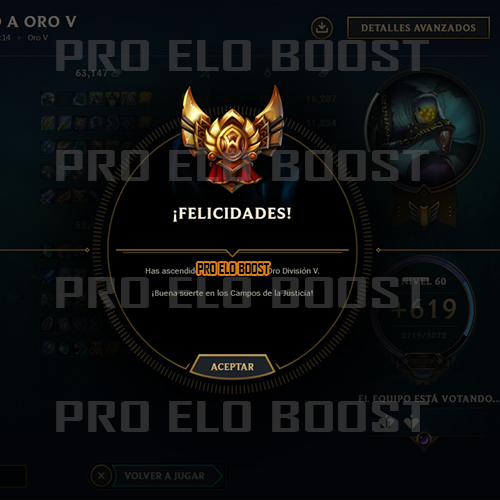 O A ORO V
:14 • Oro V
DETALLES AVANZADOS
PRO ELO BOOST
63,147
PRO ELO BOOST
¡FELICIDADES!
Has ascendido PRO ELO BOOST Oro División V.
¡Buena suerte en los Campos de la Justicia!
NIVEL 60
PRO ELO BOOST
+619
ACEPTAR
EL EQUIPO ESTÁ VOTANDO...
PRO ELO BOOST
VOLVER A JUGAR